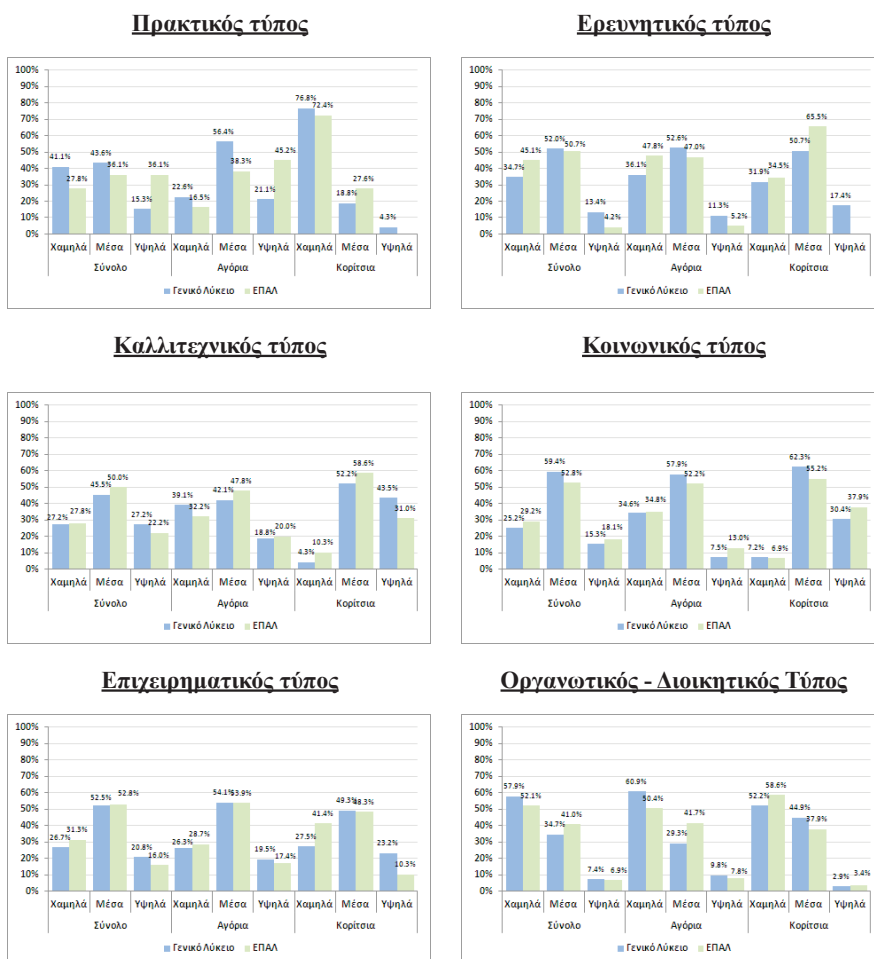 Πρακτικός τύπος
100%
90%
80%
70%
60%
50%
40%
30%
20%
10%
0%
41.1% 27.8% 43.6% 36.1% 15.3% 36.1% 22.6% 16.5% 56.4% 38.3% 21.1% 45.2% 76.8% 72.4% 18.8% 27.6% 4.3%
Χαμηλά Μέσα Υψηλά Χαμηλά Μέσα Υψηλά Χαμηλά Μέσα Υψηλά
Σύνολο Αγόρια Κορίτσια
Γενικό Λύκειο ΕΠΑΛ
Ερευνητικός τύπος
100%
90%
80%
70%
60%
50%
40%
30%
20%
10%
0%
34.7% 45.1% 52.0% 50.7% 13.4% 4.2% 36.1% 47.8% 52.6% 47.0% 11.3% 5.2% 31.9% 34.5% 50.7% 65.5% 17.4%
Χαμηλά Μέσα Υψηλά Χαμηλά Μέσα Υψηλά Χαμηλά Μέσα Υψηλά
Σύνολο Αγόρια Κορίτσια
Γενικό Λύκειο ΕΠΑΛ
Καλλιτεχνικός τύπος
100%
90%
80%
70%
60%
50%
40%
30%
20%
10%
0%
27.2% 27.8% 45.5% 50.0% 27.2% 22.2% 39.1% 32.2% 42.1% 47.8% 18.8% 20.0% 4.3% 10.3% 52.2% 58.6% 43.5% 31.0%
Χαμηλά Μέσα Υψηλά Χαμηλά Μέσα Υψηλά Χαμηλά Μέσα Υψηλά
Σύνολο Αγόρια Κορίτσια
Γενικό Λύκειο ΕΠΑΛ
Κοινωνικός τύπος
100%
90%
80%
70%
60%
50%
40%
30%
20%
10%
0%
25.2% 29.2% 59.4% 52.8% 15.3% 18.1% 34.6% 34.8% 57.9% 52.2% 7.5% 13.0% 7.2% 6.9% 62.3% 55.2% 30.4% 37.9%
Χαμηλά Μέσα Υψηλά Χαμηλά Μέσα Υψηλά Χαμηλά Μέσα Υψηλά
Σύνολο Αγόρια Κορίτσια
Γενικό Λύκειο ΕΠΑΛ
Επιχειρηματικός τύπος
100%
90%
80%
70%
60%
50%
40%
30%
20%
10%
0%
26.7% 31.3% 52.5% 52.8% 20.8% 16.0% 26.3% 28.7% 54.1% 53.9% 19.5% 17.4% 27.5% 41.4% 49.3% 48.3% 23.2% 10.3%
Χαμηλά Μέσα Υψηλά Χαμηλά Μέσα Υψηλά Χαμηλά Μέσα Υψηλά
Σύνολο Αγόρια Κορίτσια
Γενικό Λύκειο ΕΠΑΛ
Οργανωτικός - Διοικητικός Τύπος
100%
90%
80%
70%
60%
50%
40%
30%
20%
10%
0%
57.9% 52.1% 34.7% 41.0% 7.4% 6.9% 60.9% 50.4% 29.3% 41.7% 9.8% 7.8% 52.2% 58.6% 44.9% 37.9% 2.9% 3.4%
Χαμηλά Μέσα Υψηλά Χαμηλά Μέσα Υψηλά Χαμηλά Μέσα Υψηλά
Σύνολο Αγόρια Κορίτσια
Γενικό Λύκειο ΕΠΑΛ